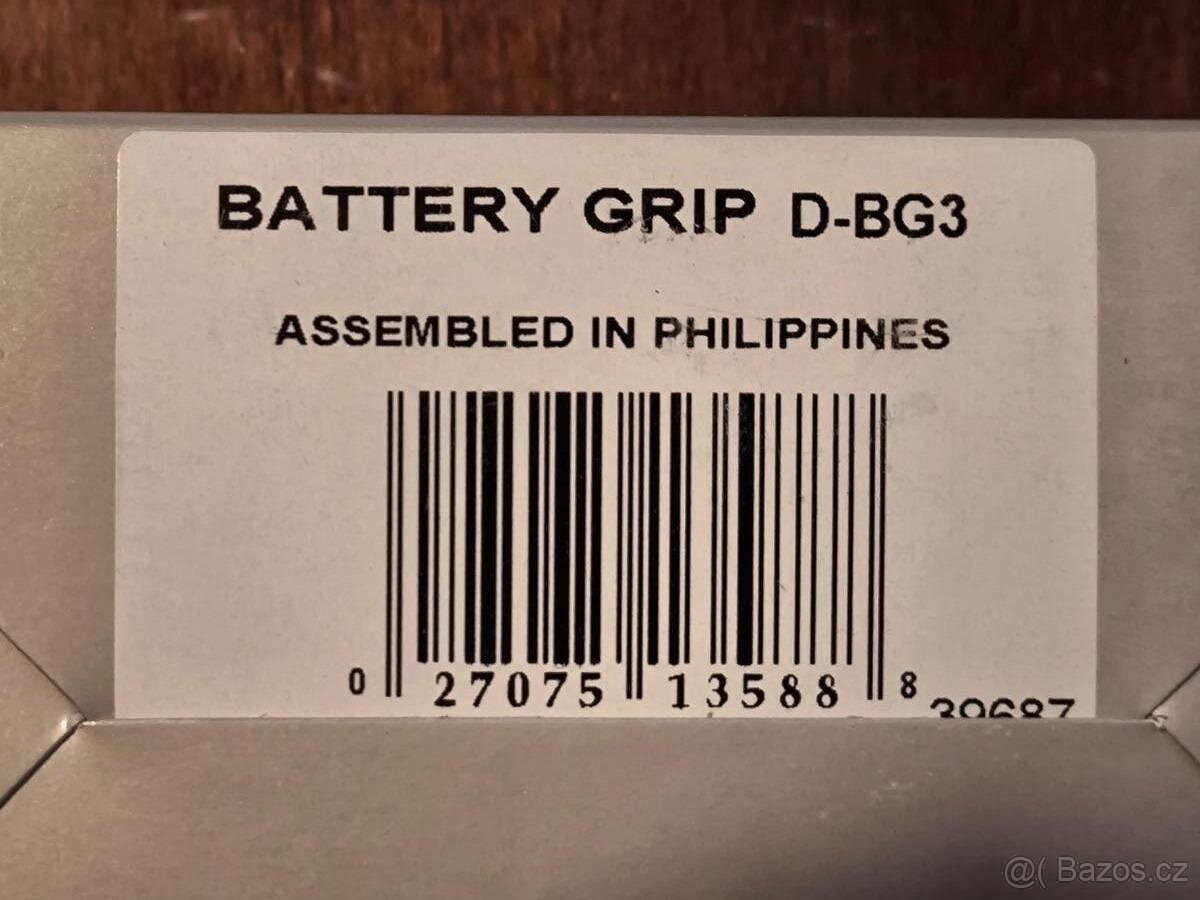 BATTERY GRIP D-BG3
ASSEMBLED IN PHILIPPINES
0 27075 13588 8
39687
@( Bazos.cz